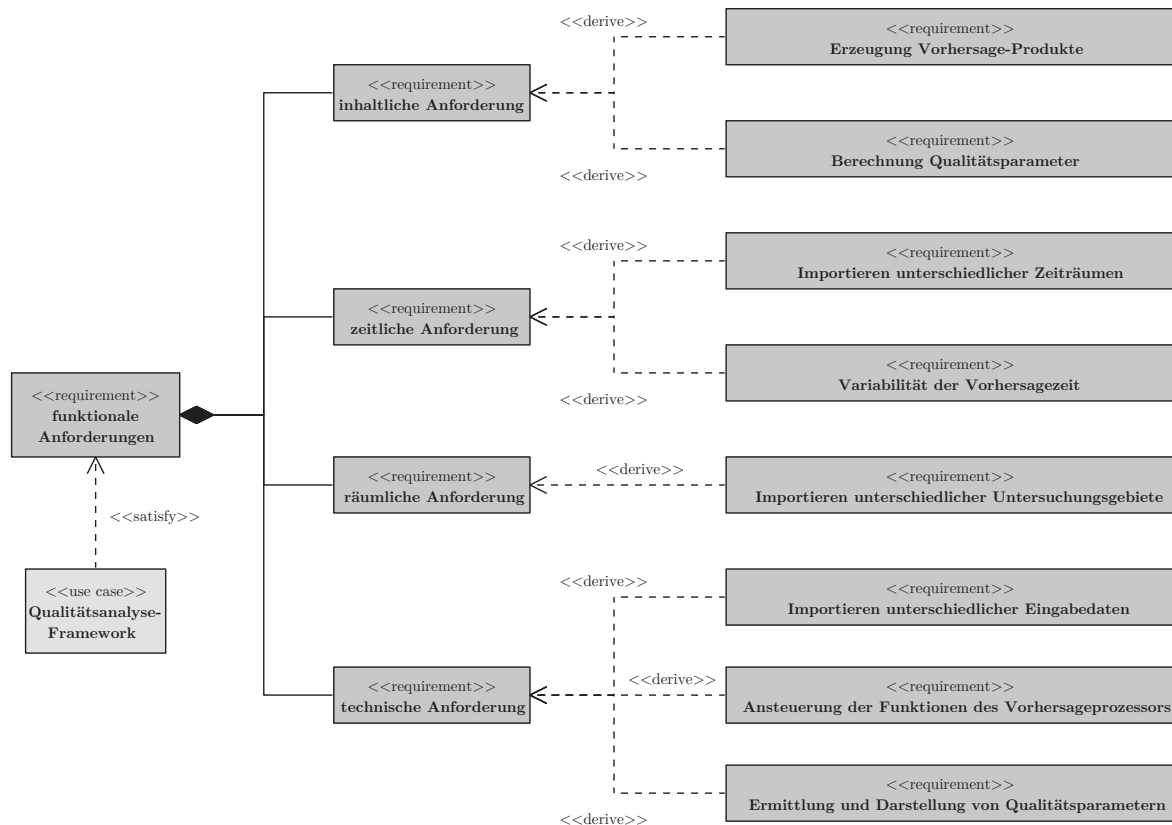 <<derive>>
<<requirement>>
Erzeugung Vorhersage-Produkte
<<requirement>>
inhaltliche Anforderung
<<requirement>>
Berechnung Qualitätsparameter
<<derive>>
<<derive>>
<<requirement>>
Importieren unterschiedlicher Zeiträumen
<<requirement>>
zeitliche Anforderung
<<requirement>>
Variabilität der Vorhersagezeit
<<derive>>
<<requirement>>
funktionale
Anforderungen
<<satisfy>>
<<use case>>
Qualitätsanalyse-
Framework
<<requirement>>
räumliche Anforderung
<<derive>>
<<requirement>>
Importieren unterschiedlicher Untersuchungsgebiete
<<derive>>
<<requirement>>
Importieren unterschiedlicher Eingabedaten
<<requirement>>
technische Anforderung
<<derive>>
<<requirement>>
Ansteuerung der Funktionen des Vorhersageprozessors
<<requirement>>
Ermittlung und Darstellung von Qualitätsparametern
<<derive>>